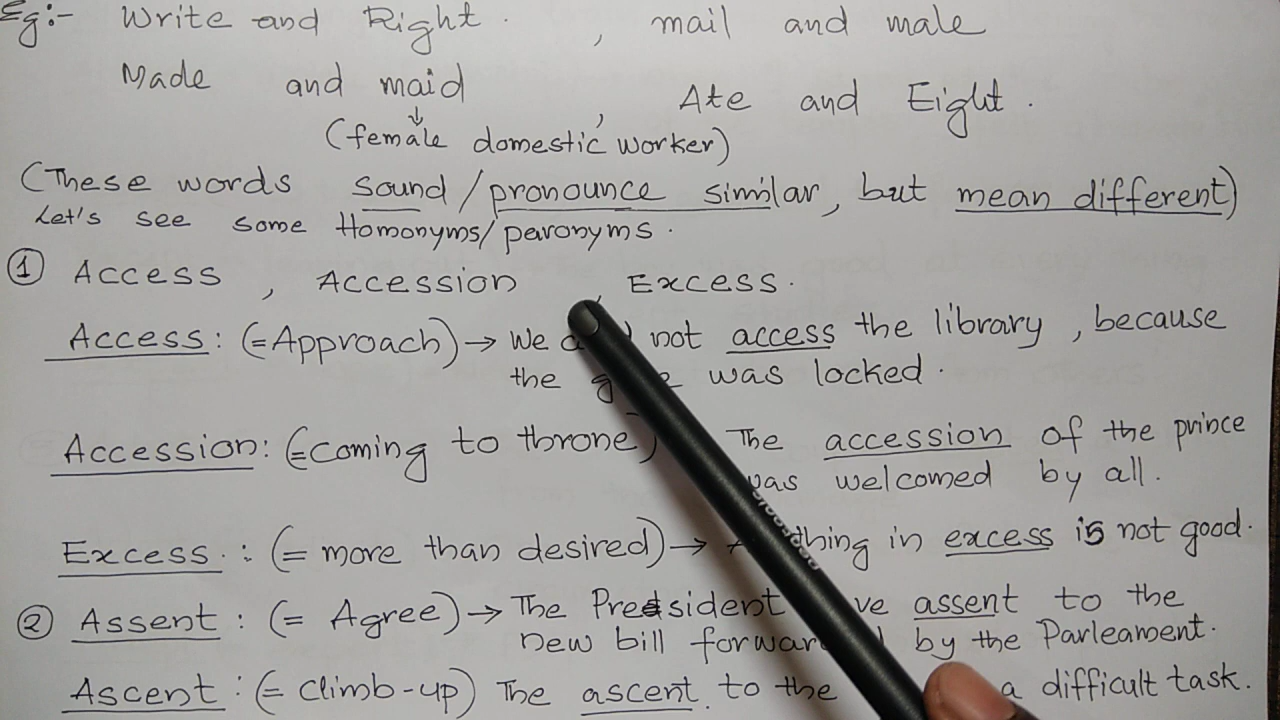 Eg:- Write and Right. , mail and male
Made and maid , Ate and Eight.
(female domestic worker)
(These words sound/pronounce similar, but mean different)
Let's see some Homonyms/paronyms.
① Access , Accession , Excess.
Access: (=Approach)→ We not access the library, because
the was locked.
Accession: (=coming to throne) The accession of the prince
was welcomed by all.
Excess.: (= more than desired)→ in excess is not good.
② Assent: (= Agree)→ The President assent to the
new bill by the Parleament.
Ascent: (= climb-up) The ascent to the a difficult task.